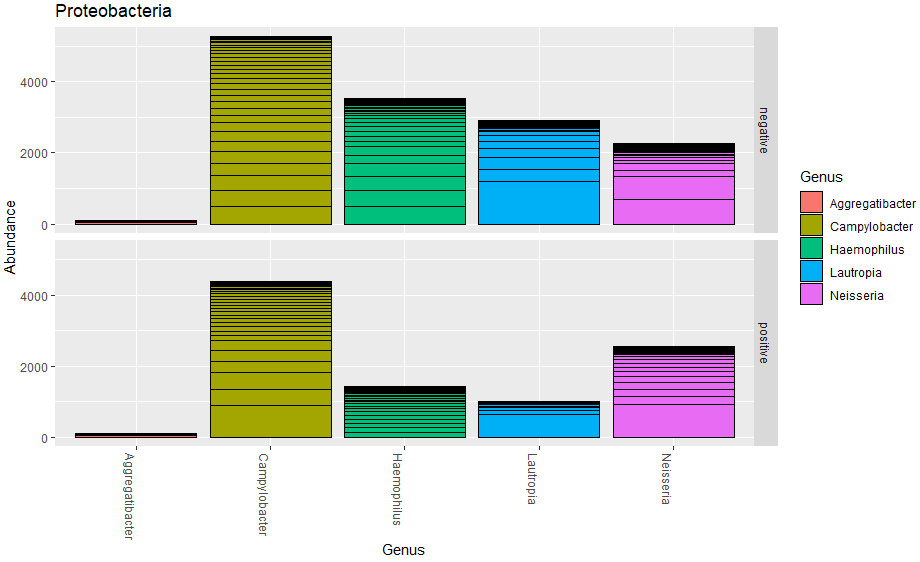 Proteobacteria
Abundance
4000
2000
0
negative
4000
2000
0
positive
Aggregatibacter
Campylobacter
Haemophilus
Lautropia
Neisseria
Genus
Genus
Aggregatibacter
Campylobacter
Haemophilus
Lautropia
Neisseria